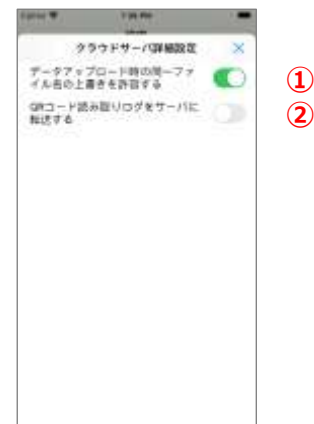 クラウドサーバ詳細設定
データアップロード時の同一ファ
イル名の上書きを許容する
①
QRコード読み取りログをサーバに
転送する
②